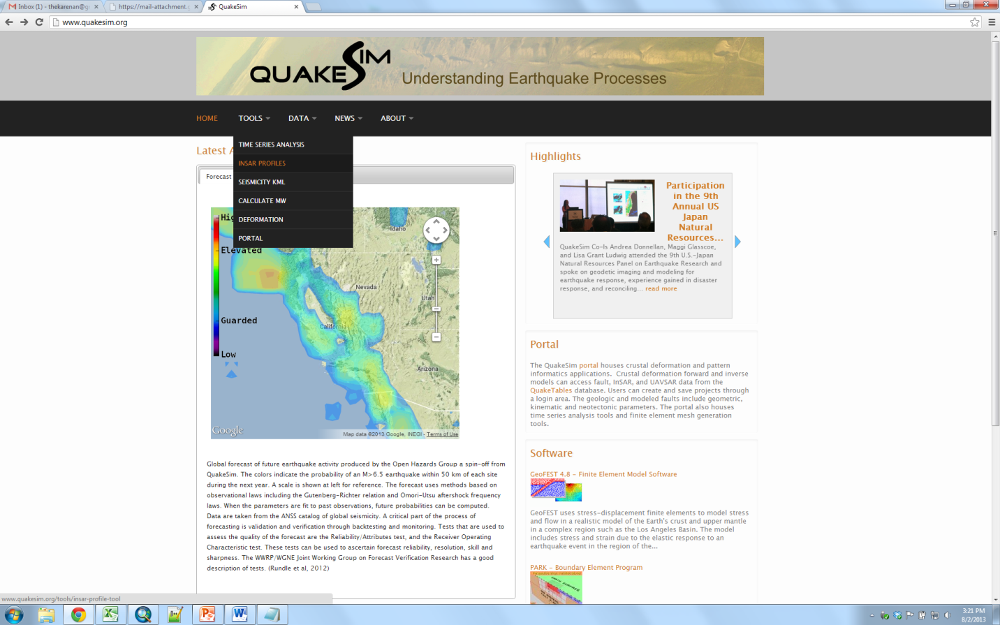 Inbox (1) - thekarenan@g
https://mail-attachment.g
QuakeSim
www.quakesim.org
QUAKESIM Understanding Earthquake Processes
HOME TOOLS DATA NEWS ABOUT
TIME SERIES ANALYSIS
INSAR PROFILES
SEISMICITY KML
CALCULATE MW
DEFORMATION
PORTAL
Latest A
Forecast
Hig
Elevated
Guarded
Low
Idaho
Nevada
Utah
California
Arizona
Google
Map data ©2013 Google, INEGI - Terms of Use
Global forecast of future earthquake activity produced by the Open Hazards Group a spin-off from
QuakeSim. The colors indicate the probability of an M>6.5 earthquake within 50 km of each site
during the next year. A scale is shown at left for reference. The forecast uses methods based on
observational laws including the Gutenberg-Richter relation and Omori-Utsu aftershock frequency
laws. When the parameters are fit to past observations, future probabilities can be computed.
Data are taken from the ANSS catalog of global seismicity. A critical part of the process of
forecasting is validation and verification through backtesting and monitoring. Tests that are used to
assess the quality of the forecast are the Reliability/Attributes test, and the Receiver Operating
Characteristic test. These tests can be used to ascertain forecast reliability, resolution, skill and
sharpness. The WWRP/WGNE Joint Working Group on Forecast Verification Research has a good
description of tests. (Rundle et al, 2012)
Highlights
Participation
in the 9th
Annual US
Japan
Natural
Resources...
QuakeSim Co-Is Andrea Donnellan, Maggi Glasscoe,
and Lisa Grant Ludwig attended the 9th U.S.-Japan
Natural Resources Panel on Earthquake Research and
spoke on geodetic imaging and modeling for
earthquake response, experience gained in disaster
response, and reconciling... read more
Portal
The QuakeSim portal houses crustal deformation and pattern
informatics applications. Crustal deformation forward and inverse
models can access fault, InSAR, and UAVSAR data from the
QuakeTables database. Users can create and save projects through
a login area. The geologic and modeled faults include geometric,
kinematic and neotectonic parameters. The portal also houses
time series analysis tools and finite element mesh generation
tools.
Software
GeoFEST 4.8 - Finite Element Model Software
GeoFEST uses stress-displacement finite elements to model stress
and flow in a realistic model of the Earth's crust and upper mantle
in a complex region such as the Los Angeles Basin. The model
includes stress and strain due to the elastic response to an
earthquake event in the region of the...
PARK - Boundary Element Program
EARTH SURFACE
www.quakesim.org/tools/insar-profile-tool
3:21 PM
8/2/2013